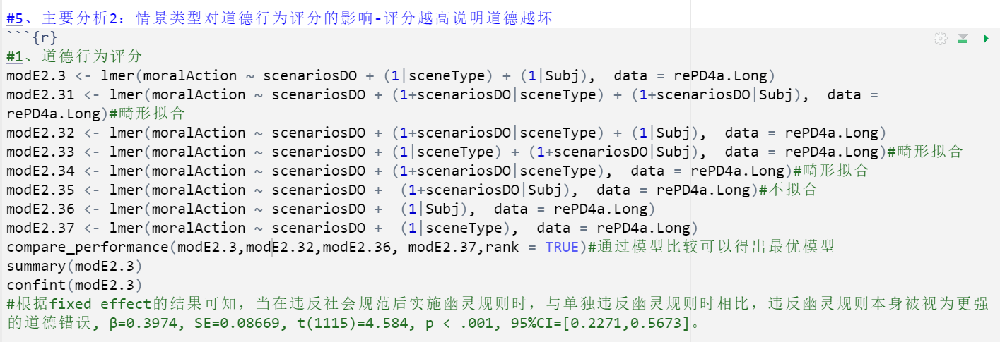 #5、主要分析2：情景类型对道德行为评分的影响-评分越高说明道德越坏
```{r}
#1、道德行为评分
modE2.3 <- lmer(moralAction ~ scenariosDO + (1|sceneType) + (1|Subj),  data = rePD4a.Long)
modE2.31 <- lmer(moralAction ~ scenariosDO + (1+scenariosDO|sceneType) + (1+scenariosDO|Subj),  data =
rePD4a.Long)#畸形拟合
modE2.32 <- lmer(moralAction ~ scenariosDO + (1+scenariosDO|sceneType) + (1|Subj),  data = rePD4a.Long)
modE2.33 <- lmer(moralAction ~ scenariosDO + (1|sceneType) + (1+scenariosDO|Subj),  data = rePD4a.Long)#畸形拟合
modE2.34 <- lmer(moralAction ~ scenariosDO + (1+scenariosDO|sceneType),  data = rePD4a.Long)#畸形拟合
modE2.35 <- lmer(moralAction ~ scenariosDO +  (1+scenariosDO|Subj),  data = rePD4a.Long)#不拟合
modE2.36 <- lmer(moralAction ~ scenariosDO +  (1|Subj),  data = rePD4a.Long)
modE2.37 <- lmer(moralAction ~ scenariosDO +  (1|sceneType),  data = rePD4a.Long)
compare_performance(modE2.3,modE2.32,modE2.36, modE2.37,rank = TRUE)#通过模型比较可以得出最优模型
summary(modE2.3)
confint(modE2.3)
#根据fixed effect的结果可知，当在违反社会规范后实施幽灵规则时，与单独违反幽灵规则时相比，违反幽灵规则本身被视为更强
的道德错误, β=0.3974, SE=0.08669, t(1115)=4.584, p < .001, 95%CI=[0.2271,0.5673]。